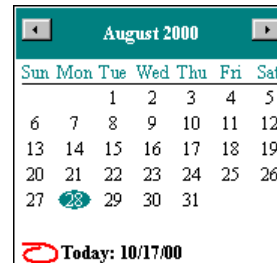 August 2000
Sun Mon Tue Wed Thu Fri Sat
1 2 3 4 5
6 7 8 9 10 11 12
13 14 15 16 17 18 19
20 21 22 23 24 25 26
27 28 29 30 31
Today: 10/17/00